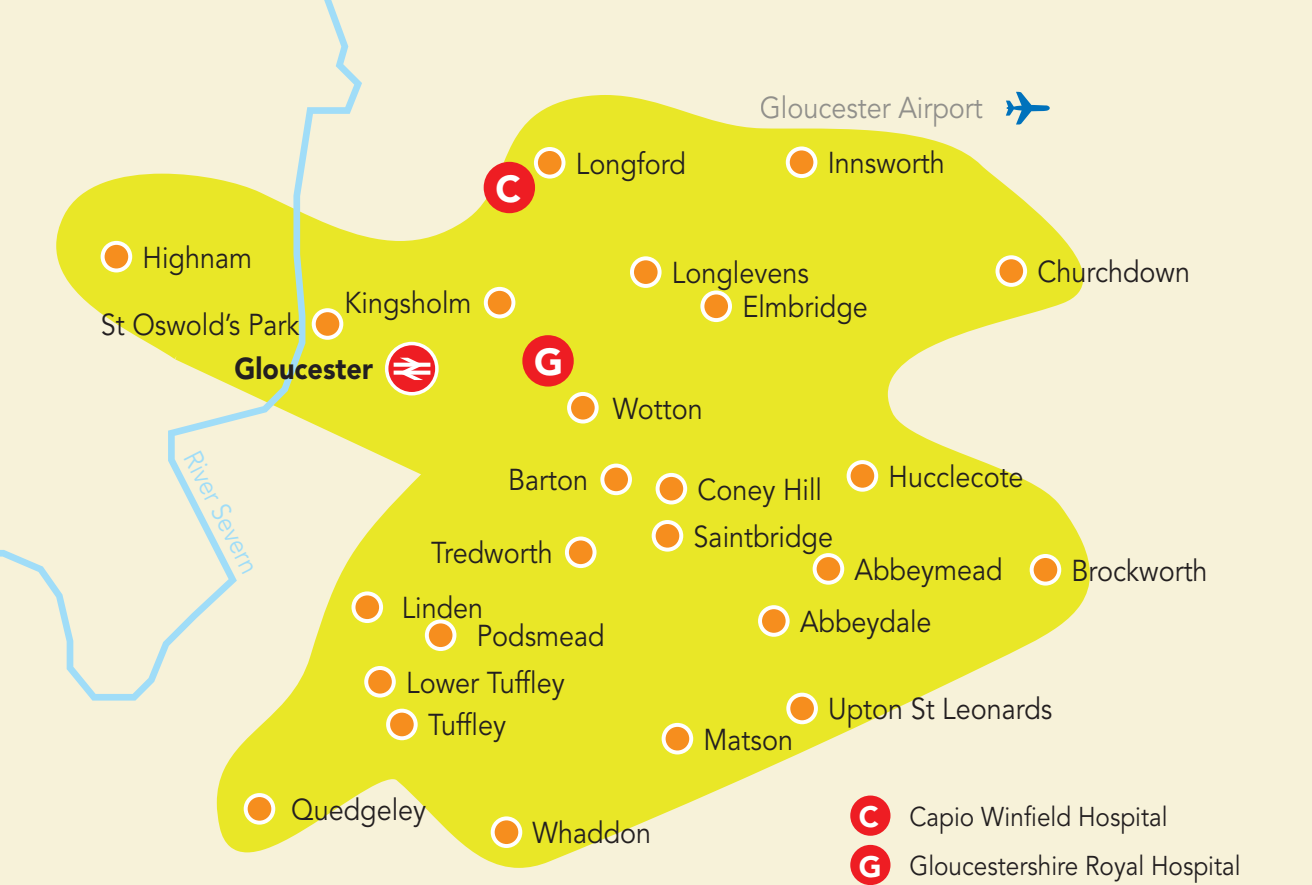 Gloucester Airport
Longford
Innsworth
C
Highnam
Longlevens
Churchdown
Kingsholm
Elmbridge
St Oswold's Park
Gloucester
G
Wotton
Barton
Coney Hill
Hucclecote
River Severn
Saintbridge
Tredworth
Abbeymead
Brockworth
Linden
Abbeydale
Podsmead
Lower Tuffley
Upton St Leonards
Tuffley
Matson
Quedgeley
Whaddon
C Capio Winfield Hospital
G Gloucestershire Royal Hospital